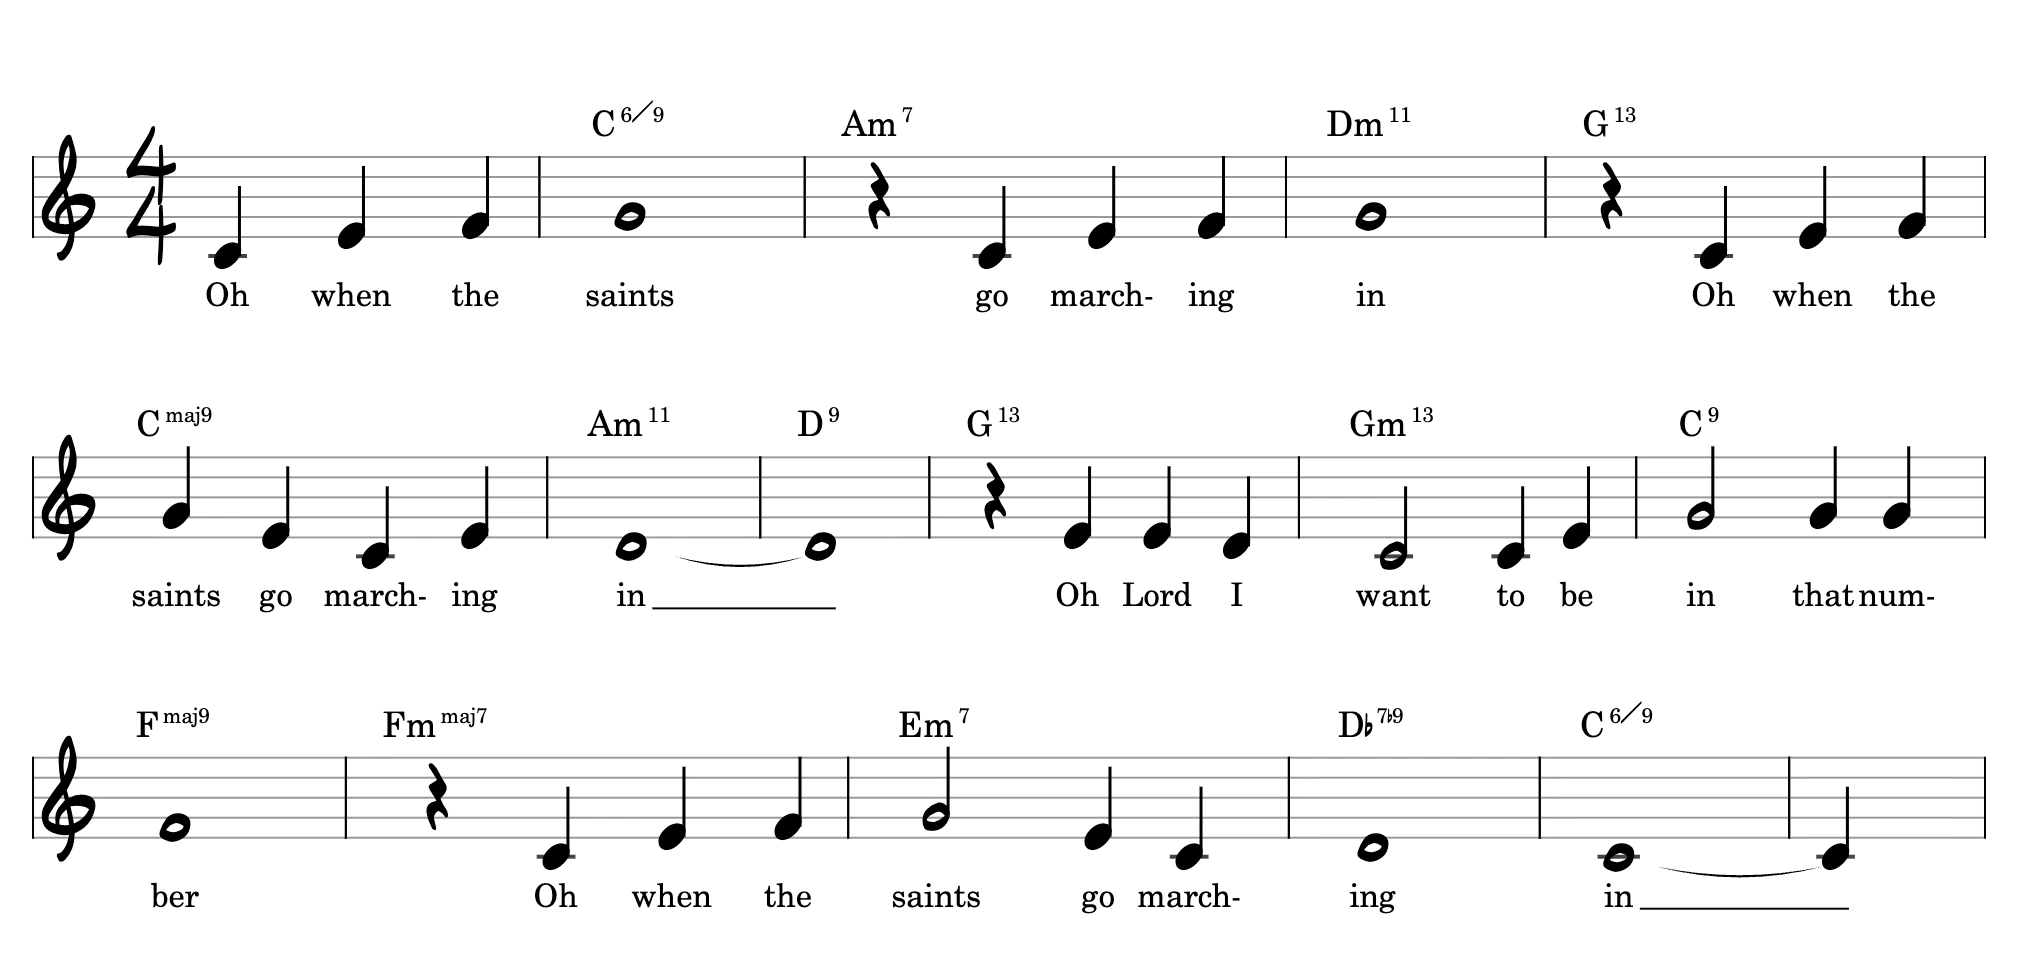 C6/9 Am7 Dm11 G13
4/4
Oh when the saints go march- ing in Oh when the
Cmaj9 Am11 D9 G13 Gm13 C9
saints go march- ing in Oh Lord I want to be in that num-
Fmaj9 Fmmaj7 Em7 D♭7♭9 C6/9
ber Oh when the saints go march- ing in